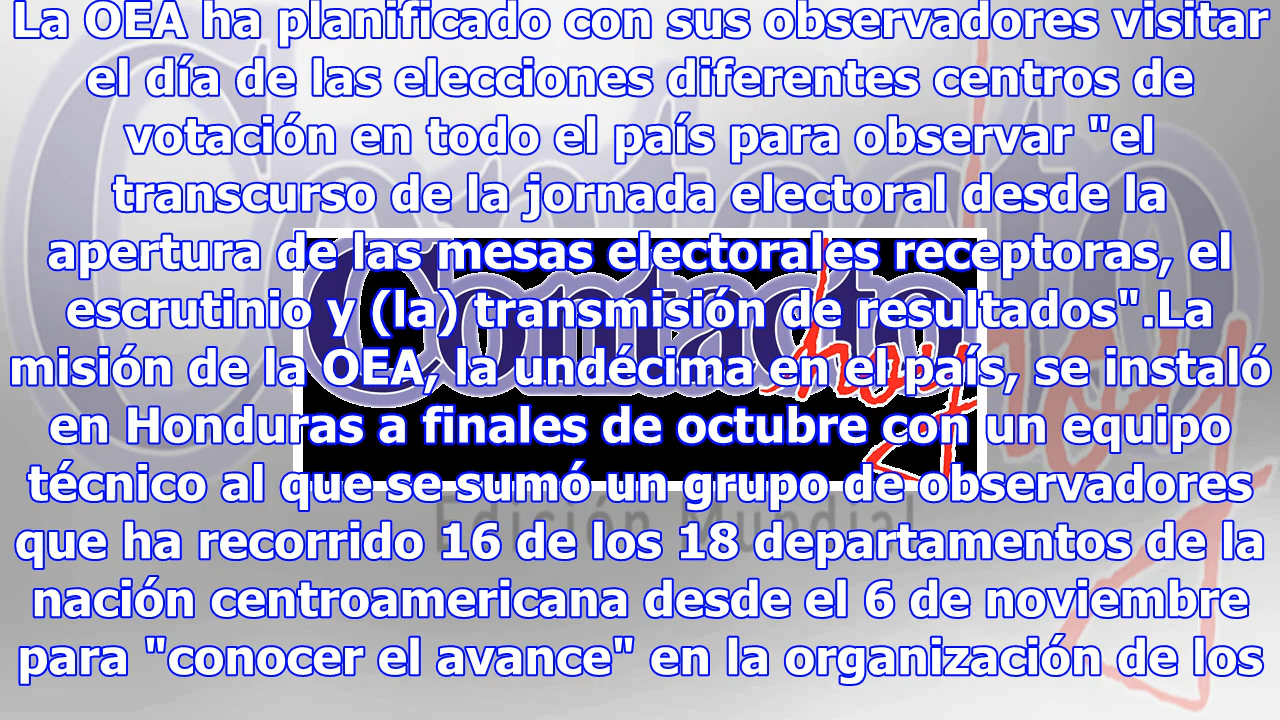 La OEA ha planificado con sus observadores visitar
el día de las elecciones diferentes centros de
votación en todo el país para observar "el
transcurso de la jornada electoral desde la
apertura de las mesas electorales receptoras, el
escrutinio y (la) transmisión de resultados".La
misión de la OEA, la undécima en el país, se instaló
en Honduras a finales de octubre con un equipo
técnico al que se sumó un grupo de observadores
que ha recorrido 16 de los 18 departamentos de la
nación centroamericana desde el 6 de noviembre
para "conocer el avance" en la organización de los
Contacto
hoy
Edición Mundial